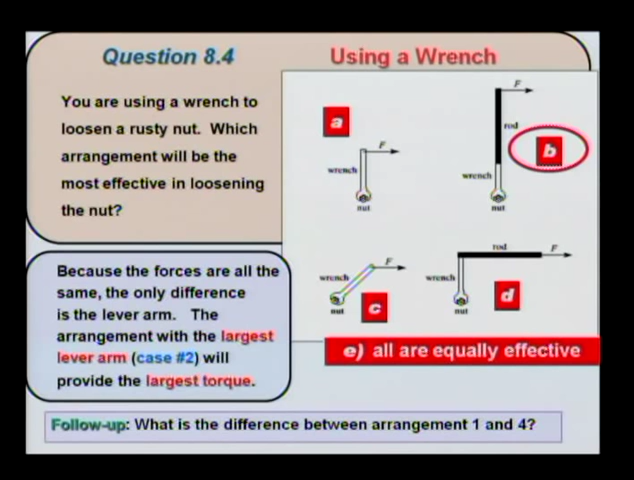 Question 8.4
Using a Wrench
You are using a wrench to
loosen a rusty nut. Which
arrangement will be the
most effective in loosening
the nut?
a
F
wrench
nut
F
rod
b
wrench
nut
wrench
F
nut
c
rod
F
wrench
d
nut
e) all are equally effective
Because the forces are all the
same, the only difference
is the lever arm. The
arrangement with the largest
lever arm (case #2) will
provide the largest torque.
Follow-up: What is the difference between arrangement 1 and 4?